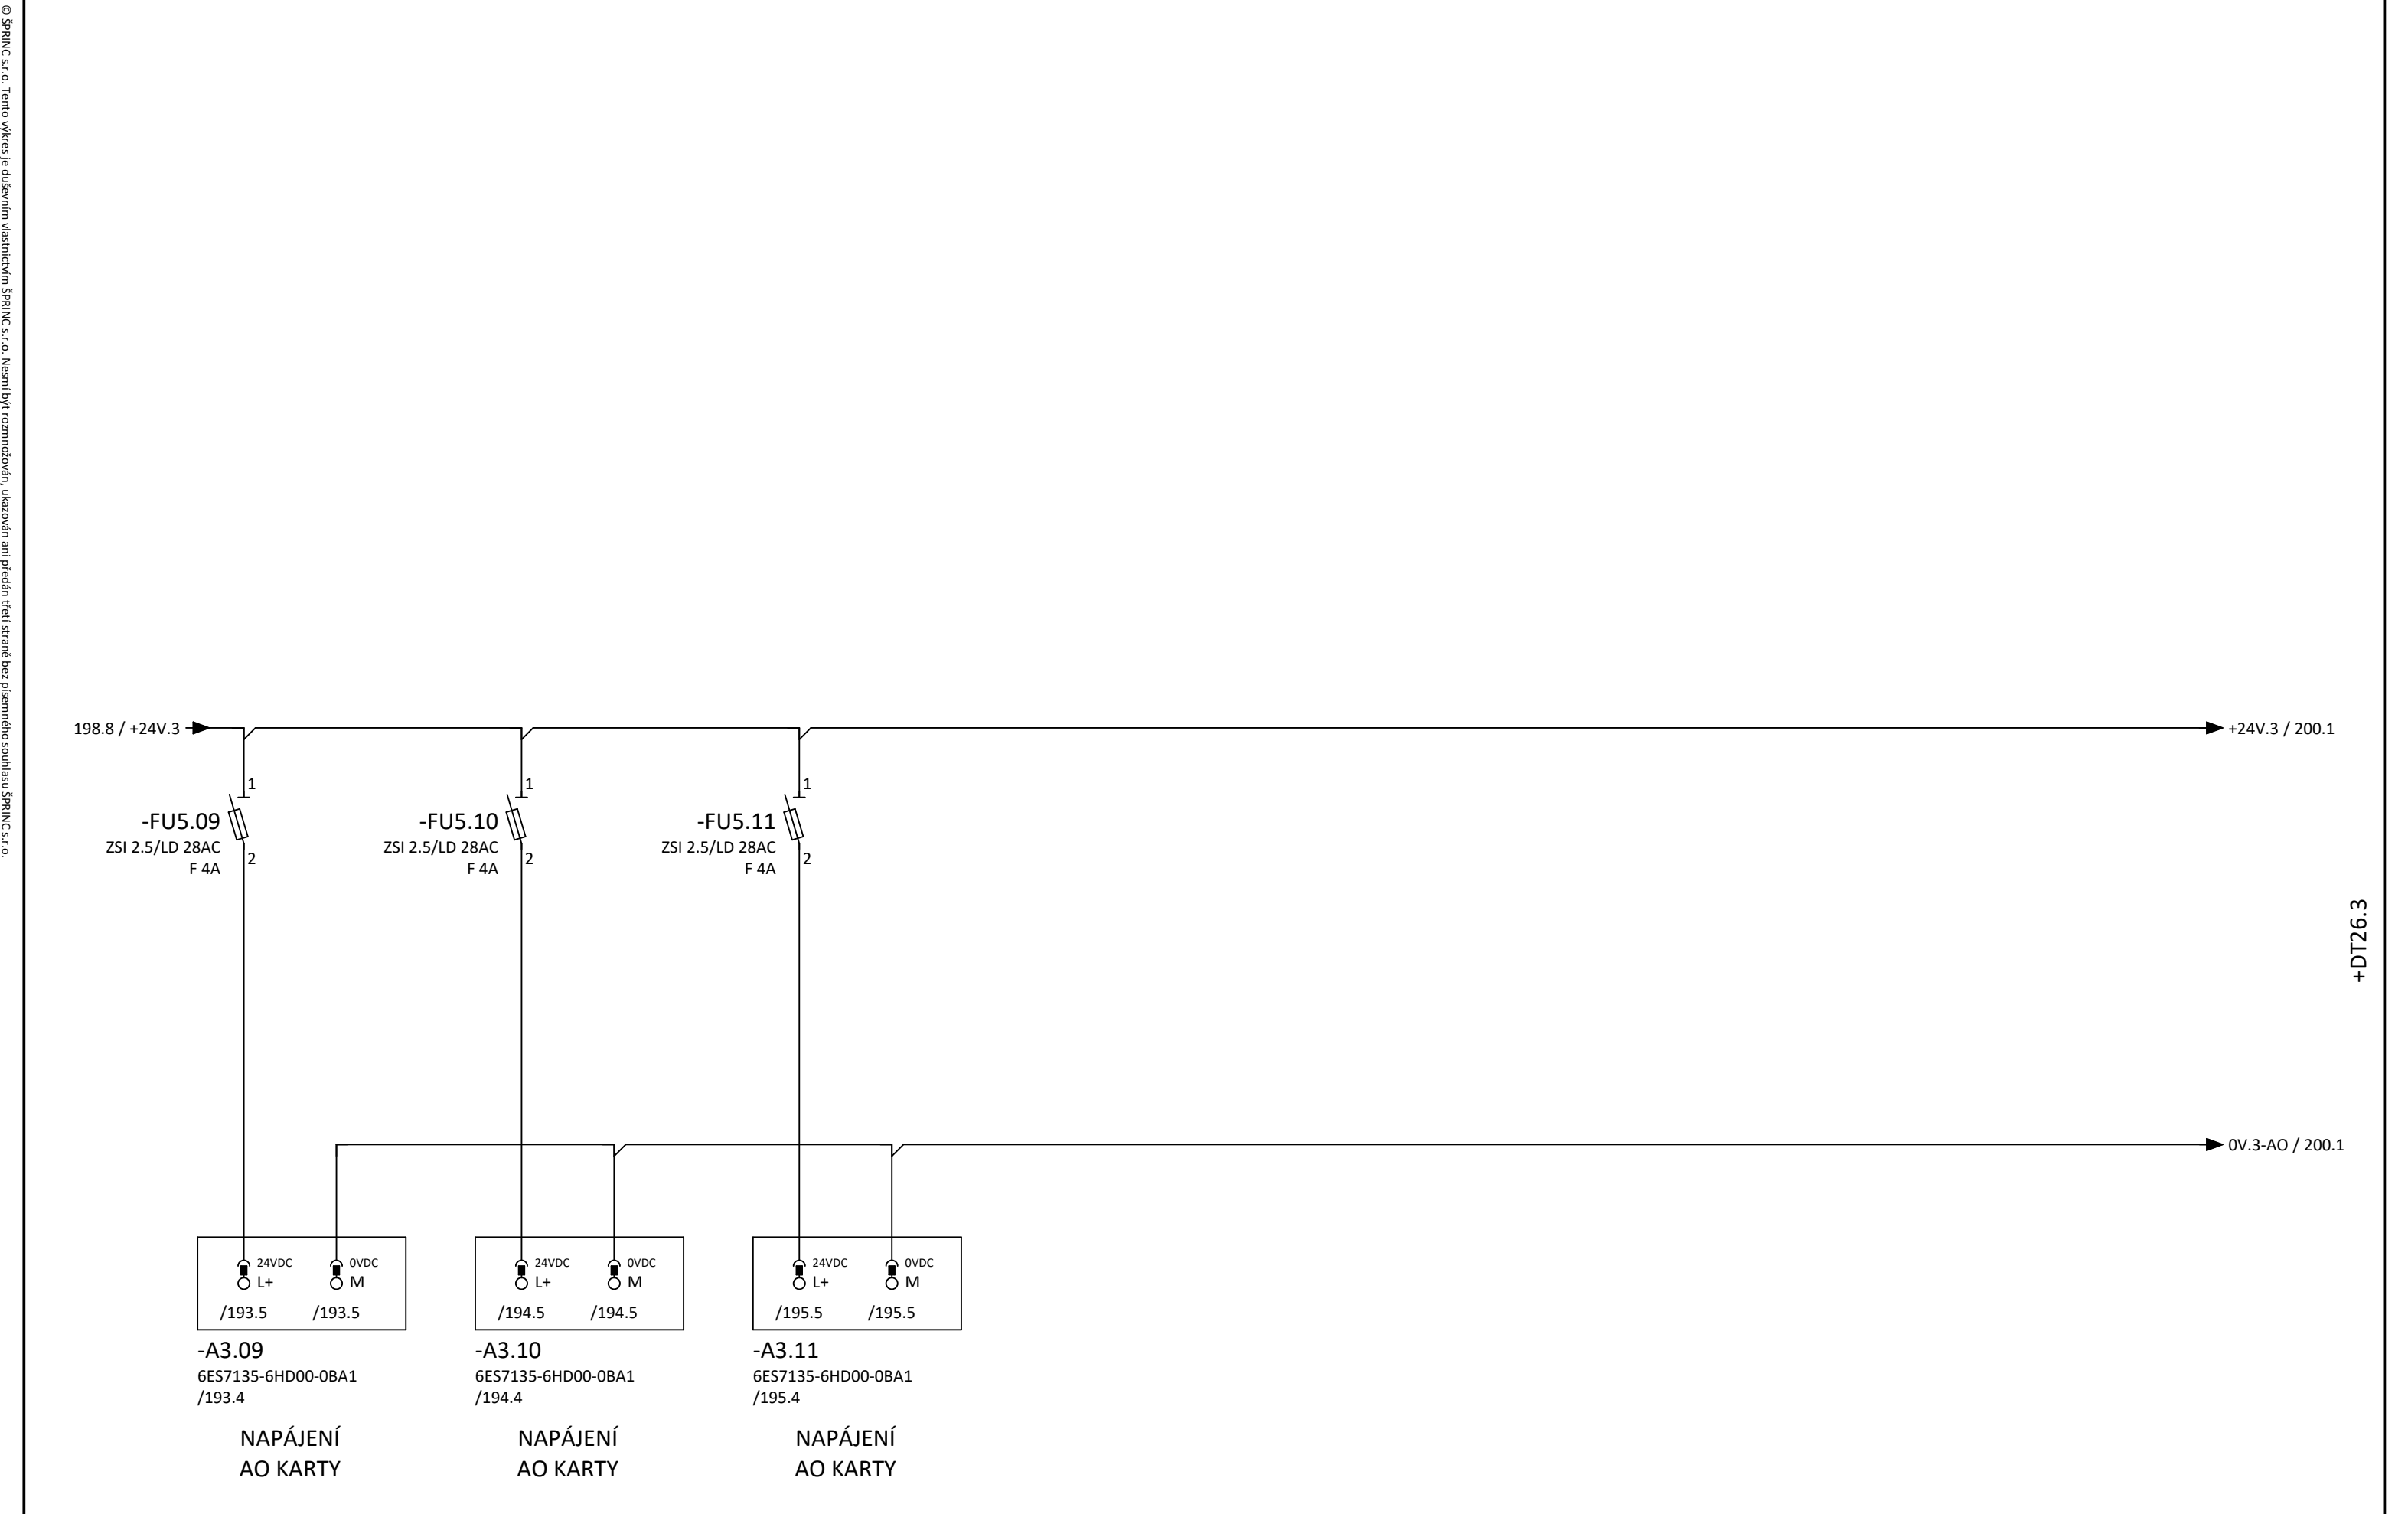 © ŠPRINC s.r.o. Tento výkres je duševním vlastnictvím ŠPRINC s.r.o. Nesmí být rozmnožován, ukazován ani předán třetí straně bez písemného souhlasu ŠPRINC s.r.o.
198.8 / +24V.3
+24V.3 / 200.1
1
-FU5.09
ZSI 2.5/LD 28AC
F 4A
2
1
-FU5.10
ZSI 2.5/LD 28AC
F 4A
2
1
-FU5.11
ZSI 2.5/LD 28AC
F 4A
2
+DT26.3
0V.3-AO / 200.1
24VDC 0VDC
L+ M
/193.5 /193.5
-A3.09
6ES7135-6HD00-0BA1
/193.4
NAPÁJENÍ
AO KARTY
24VDC 0VDC
L+ M
/194.5 /194.5
-A3.10
6ES7135-6HD00-0BA1
/194.4
NAPÁJENÍ
AO KARTY
24VDC 0VDC
L+ M
/195.5 /195.5
-A3.11
6ES7135-6HD00-0BA1
/195.4
NAPÁJENÍ
AO KARTY